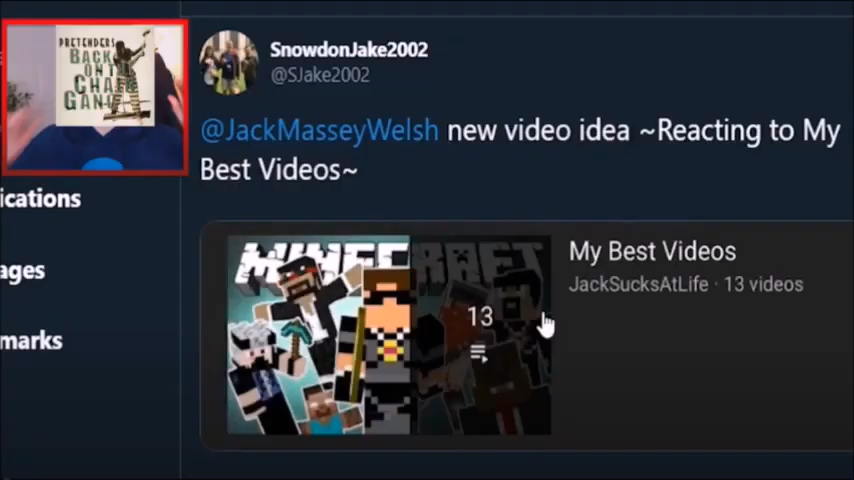 PRETENDERS
BACK
ON THE
CHAIN
GANG
SnowdonJake2002
@SJake2002
@JackMasseyWelsh new video idea ~Reacting to My
Best Videos~
ications
ages
marks
MINECRAFT
13
My Best Videos
JackSucksAtLife · 13 videos